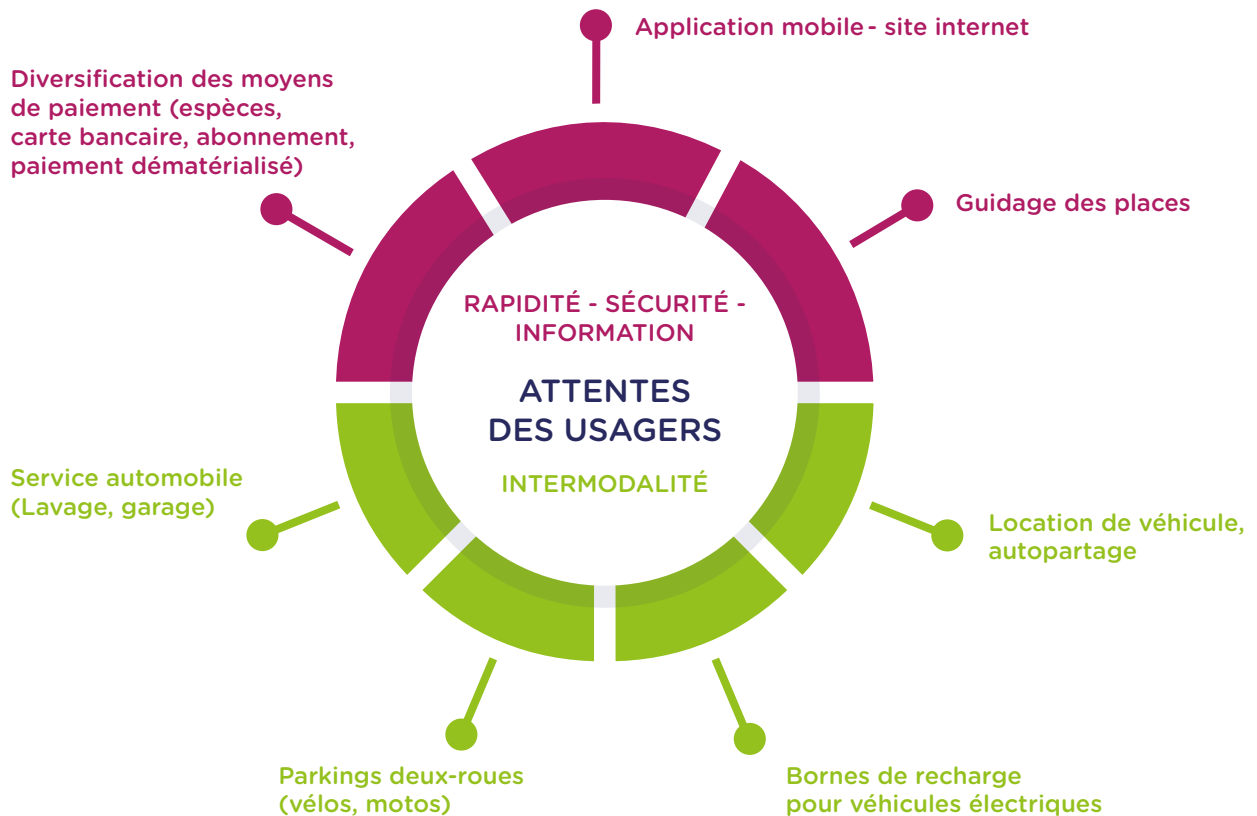 Application mobile - site internet
Diversification des moyens
de paiement (espèces,
carte bancaire, abonnement,
paiement dématérialisé)
Guidage des places
RAPIDITÉ - SÉCURITÉ -
INFORMATION
ATTENTES
DES USAGERS
INTERMODALITÉ
Service automobile
(Lavage, garage)
Location de véhicule,
autopartage
Parkings deux-roues
(vélos, motos)
Bornes de recharge
pour véhicules électriques